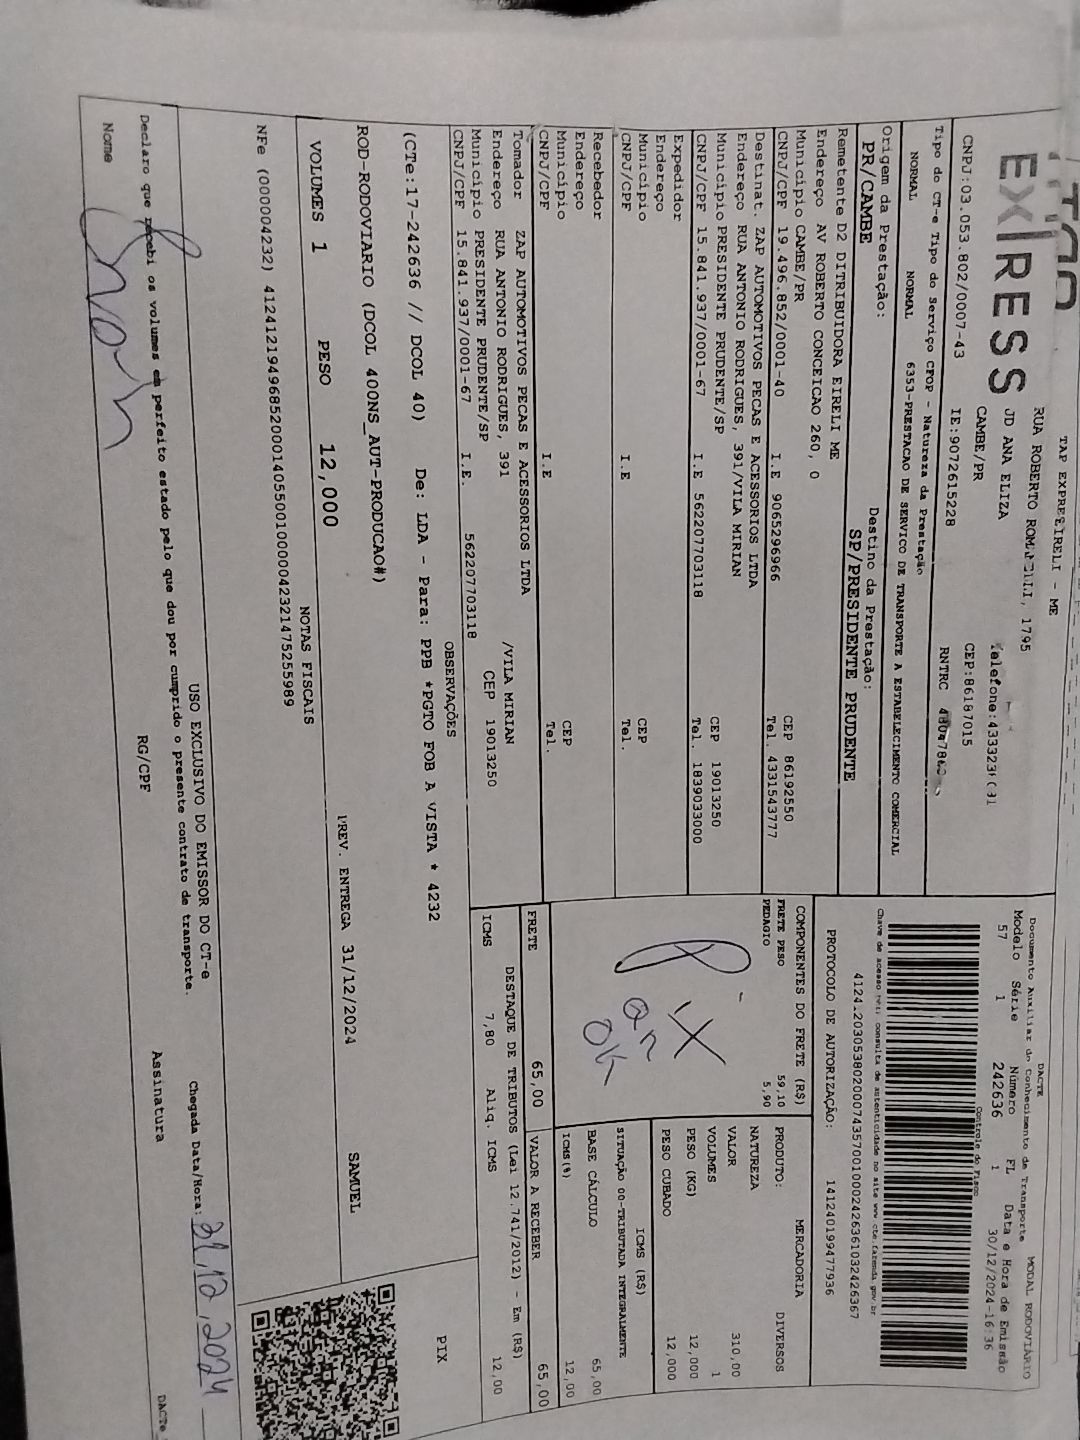 EX|RESS
RUA ROBERTO 1795
JD ANA ELIZA
CAMBE/PR
CEP:86187015
CNPJ:03.053.802/0007-43 IE:9072615228 RNTRC
Tipo do CT-e Tipo do Serviço CFOP - Natureza da Prestação
NORMAL NORMAL 6353-PRESTACAO DE SERVICO DE TRANSPORTE A ESTABELECIMENTO COMERCIAL
Origem da Prestação: Destino da Prestação:
PR/CAMBE SP/PRESIDENTE PRUDENTE
Remetente D2 DITRIBUIDORA EIRELI ME
Endereço AV ROBERTO CONCEICAO 260, 0
Município CAMBE/PR CEP 86192550
CNPJ/CPF 19.496.852/0001-40 I.E 9065296966 Tel. 4331543777
Destinat. ZAP AUTOMOTIVOS PECAS E ACESSORIOS LTDA
Endereço RUA ANTONIO RODRIGUES, 391/VILA MIRIAN
Município PRESIDENTE PRUDENTE/SP CEP 19013250
CNPJ/CPF 15.841.937/0001-67 I.E 562207703118 Tel. 1839033000
Expedidor
Endereço
Município CEP
CNPJ/CPF I.E Tel.
Recebedor
Endereço
Município CEP
CNPJ/CPF I.E Tel.
Tomador ZAP AUTOMOTIVOS PECAS E ACESSORIOS LTDA
Endereço RUA ANTONIO RODRIGUES, 391 /VILA MIRIAN
Município PRESIDENTE PRUDENTE/SP CEP 19013250
CNPJ/CPF 15.841.937/0001-67 I.E. 562207703118
DACTE
Documento Auxiliar do Conhecimento de Transporte MODAL RODOVIÁRIO
Modelo Série Número FL Data e Hora de Emissão
57 1 242636 1 30/12/2024-16:36
Controle do Fisco
PROTOCOLO DE AUTORIZAÇÃO: 141240199477936
COMPONENTES DO FRETE (R$)
FRETE PESO 59,10
PEDAGIO 5,90
PIX
OK
FRETE 65,00
MERCADORIA
PRODUTO: DIVERSOS
NATUREZA
VALOR 310,00
VOLUMES 1
PESO (KG) 12,000
PESO CUBADO 12,000
ICMS (R$)
SITUAÇÃO 00-TRIBUTADA INTEGRALMENTE
BASE CÁLCULO 65,00
ICMS(%) 12,00
VALOR A RECEBER 65,00
DESTAQUE DE TRIBUTOS (Lei 12.741/2012) - Em (R$)
ICMS 7,80 Aliq. ICMS 12,00
OBSERVAÇÕES
(CTe:17-242636 // DCOL 40) De: LDA - Para: PPB *PGTO FOB A VISTA * 4232
PIX
ROD-RODOVIARIO (DCOL 400NS_AUT-PRODUCAO#)
VOLUMES 1 PESO 12,000 PREV. ENTREGA 31/12/2024 SAMUEL
NOTAS FISCAIS
NFe (000004232) 41241219496852000140550010000042321475255989
USO EXCLUSIVO DO EMISSOR DO CT-e
Declaro que recebi os volumes em perfeito estado pelo que dou por cumprido o presente contrato de transporte.
Chegada Data/Hora: 31.12.2024
Nome RG/CPF Assinatura